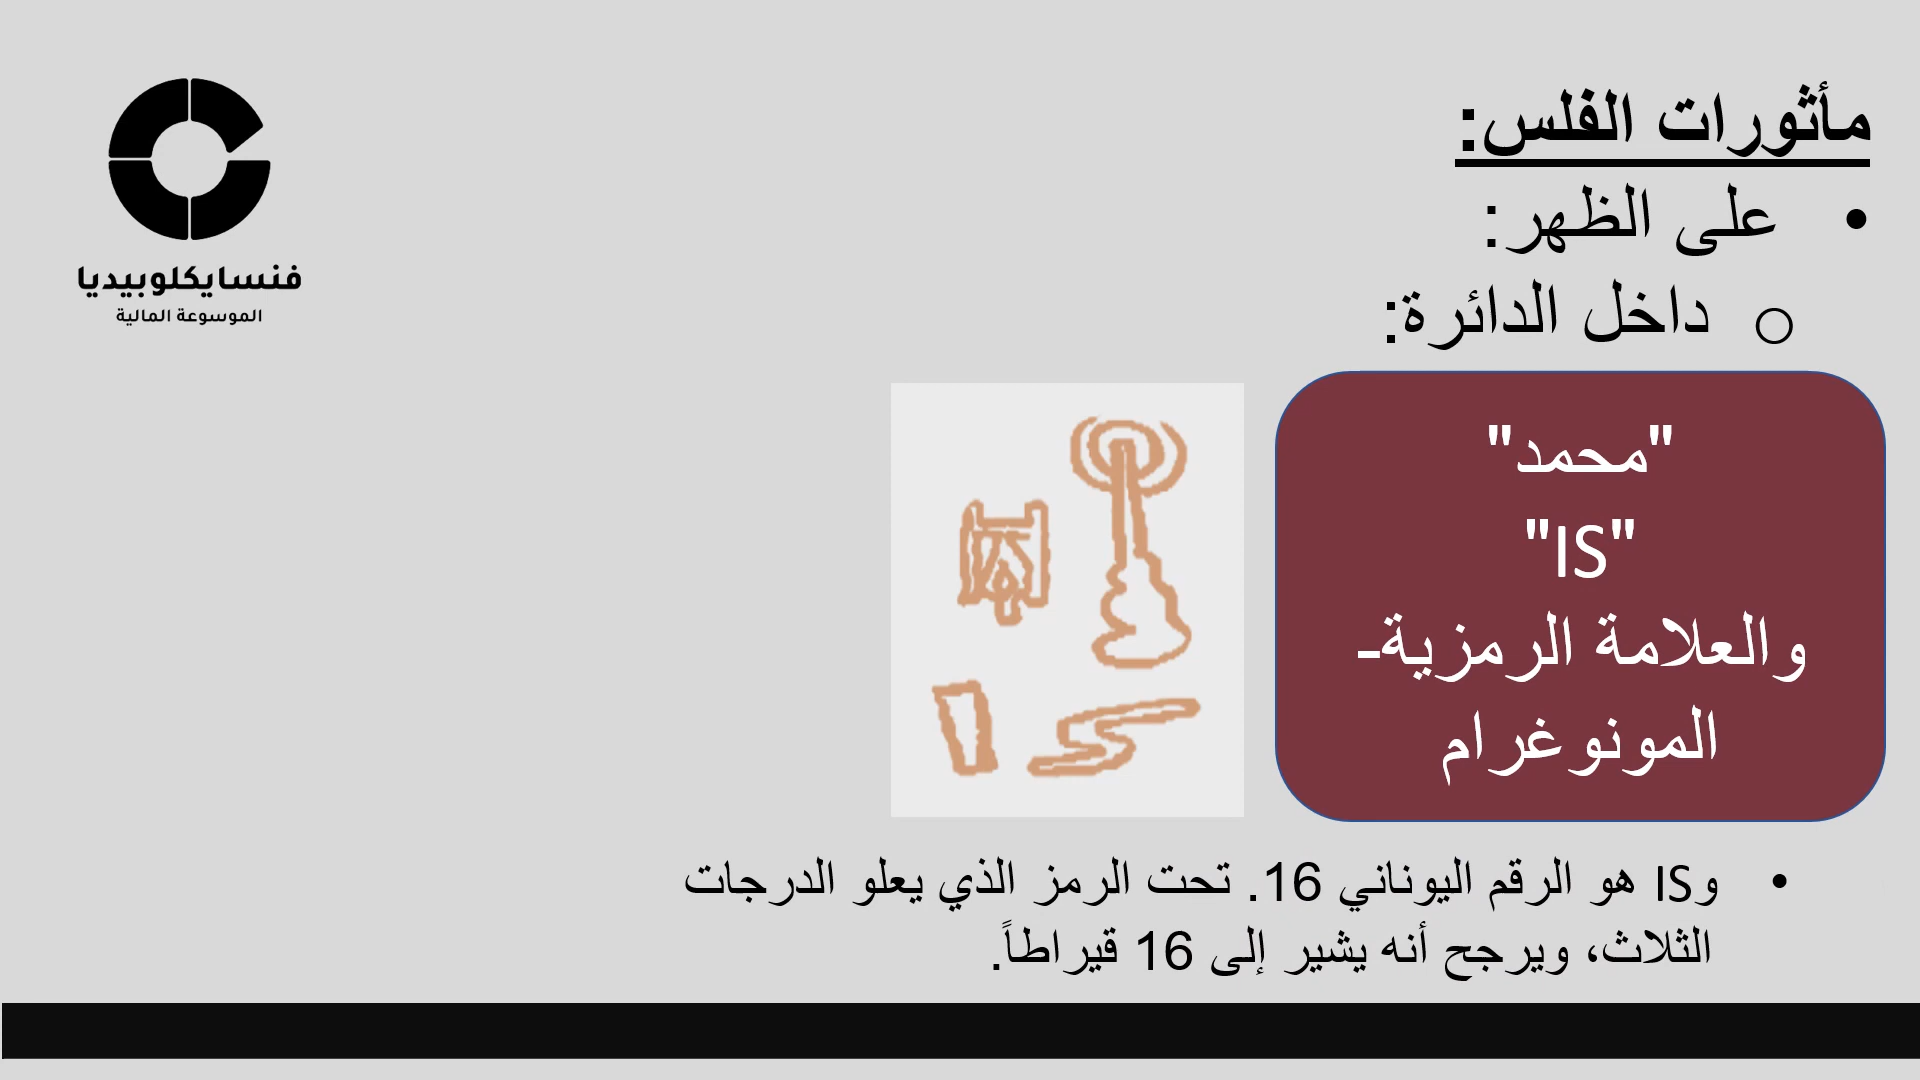 فنسايكلوبيديا
الموسوعة المالية
مأثورات الفلس:
• على الظهر:
o داخل الدائرة:
"محمد"
"IS"
والعلامة الرمزية-
المونوغرام
• وIS هو الرقم اليوناني 16. تحت الرمز الذي يعلو الدرجات
الثلاث، ويرجح أنه يشير إلى 16 قيراطاً.